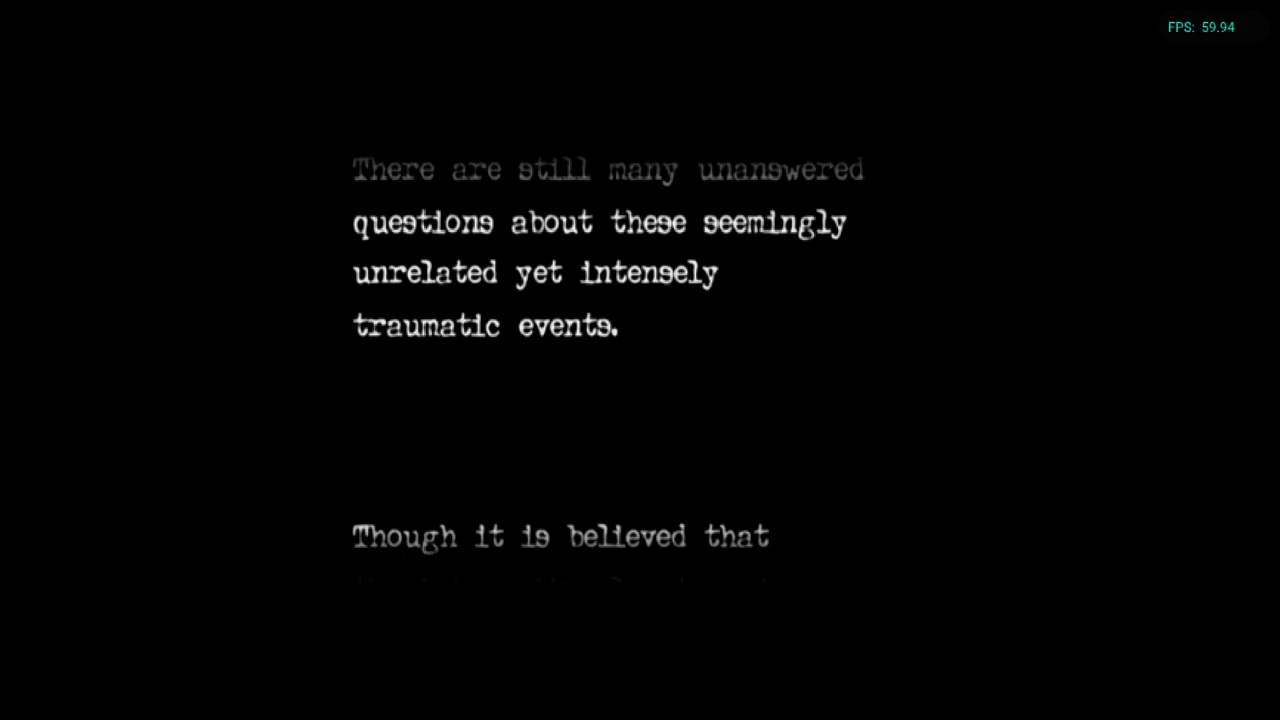 FPS: 59.94
There are still many unanswered
questions about these seemingly
unrelated yet intensely
traumatic events.
Though it is believed that